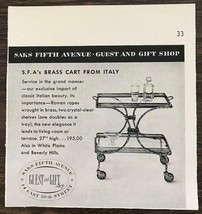 33
SAKS FIFTH AVENUE · GUEST AND GIFT SHOP
S.F.A's BRASS CART FROM ITALY
Service in the grand manner
—our exclusive import of
classic Italian beauty. Its
importance—Roman ropes
wrought in brass, two crystal-clear
shelves (one doubles as a
tray), the new elegance it
lends to living or dining or
terrace. 27" high...195.00
Also in White Plains
and Beverly Hills.
SAKS FIFTH AVENUE
GUEST AND GIFT
STREET